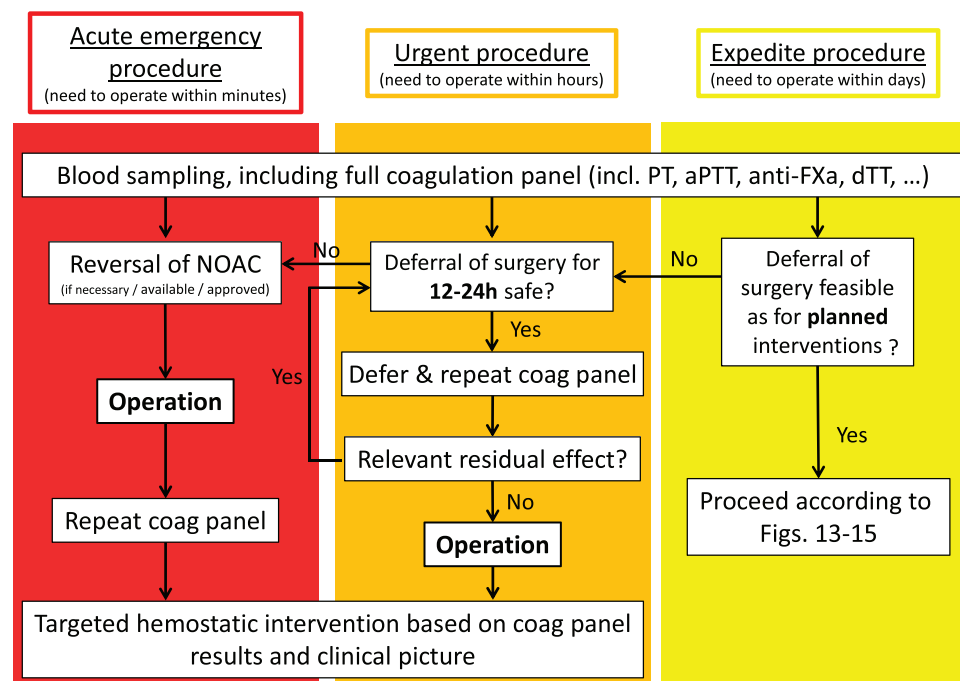 Acute emergency
procedure
(need to operate within minutes)
Urgent procedure
(need to operate within hours)
Expedite procedure
(need to operate within days)
Blood sampling, including full coagulation panel (incl. PT, aPTT, anti-FXa, dTT, ...)
Reversal of NOAC
(if necessary / available / approved)
No
Deferral of surgery for
12-24h safe?
No
Deferral of
surgery feasible
as for planned
interventions ?
Yes
Defer & repeat coag panel
Yes
Operation
Relevant residual effect?
Yes
No
Proceed according to
Figs. 13-15
Repeat coag panel
Operation
Targeted hemostatic intervention based on coag panel
results and clinical picture